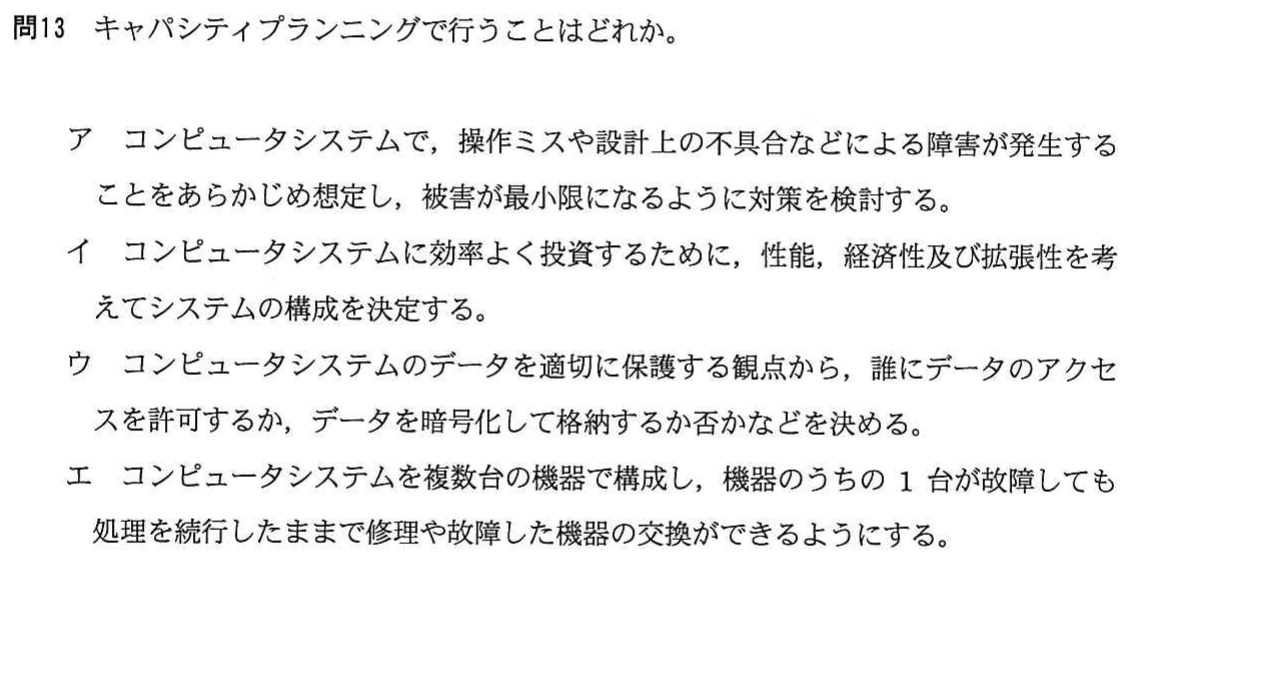 問13　キャパシティプランニングで行うことはどれか。
ア　コンピュータシステムで，操作ミスや設計上の不具合などによる障害が発生する
ことをあらかじめ想定し，被害が最小限になるように対策を検討する。
イ　コンピュータシステムに効率よく投資するために，性能，経済性及び拡張性を考
えてシステムの構成を決定する。
ウ　コンピュータシステムのデータを適切に保護する観点から，誰にデータのアクセ
スを許可するか，データを暗号化して格納するか否かなどを決める。
エ　コンピュータシステムを複数台の機器で構成し，機器のうちの 1 台が故障しても
処理を続行したままで修理や故障した機器の交換ができるようにする。